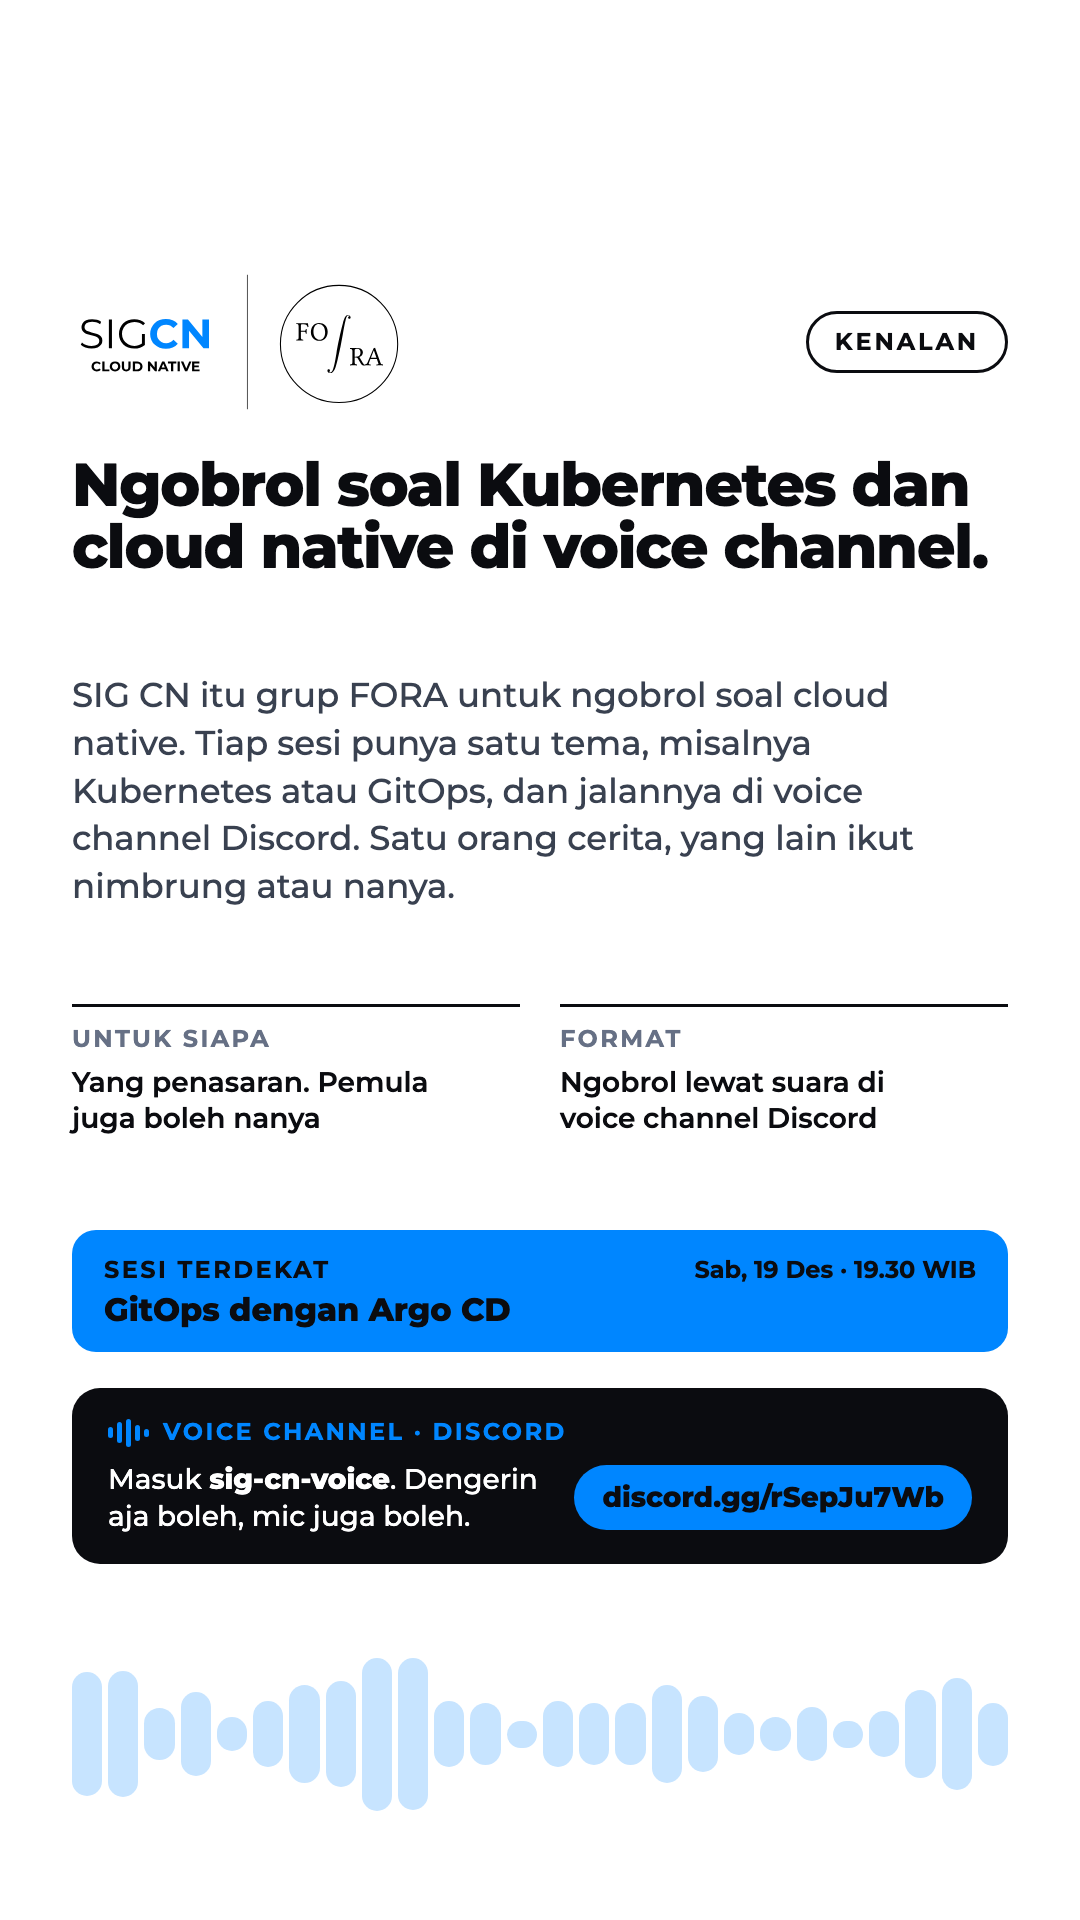 SIGCN
CLOUD NATIVE
FO RA
KENALAN
Ngobrol soal Kubernetes dan
cloud native di voice channel.
SIG CN itu grup FORA untuk ngobrol soal cloud
native. Tiap sesi punya satu tema, misalnya
Kubernetes atau GitOps, dan jalannya di voice
channel Discord. Satu orang cerita, yang lain ikut
nimbrung atau nanya.
UNTUK SIAPA
Yang penasaran. Pemula
juga boleh nanya
FORMAT
Ngobrol lewat suara di
voice channel Discord
SESI TERDEKAT
Sab, 19 Des · 19.30 WIB
GitOps dengan Argo CD
VOICE CHANNEL · DISCORD
Masuk sig-cn-voice. Dengerin
aja boleh, mic juga boleh.
discord.gg/rSepJu7Wb